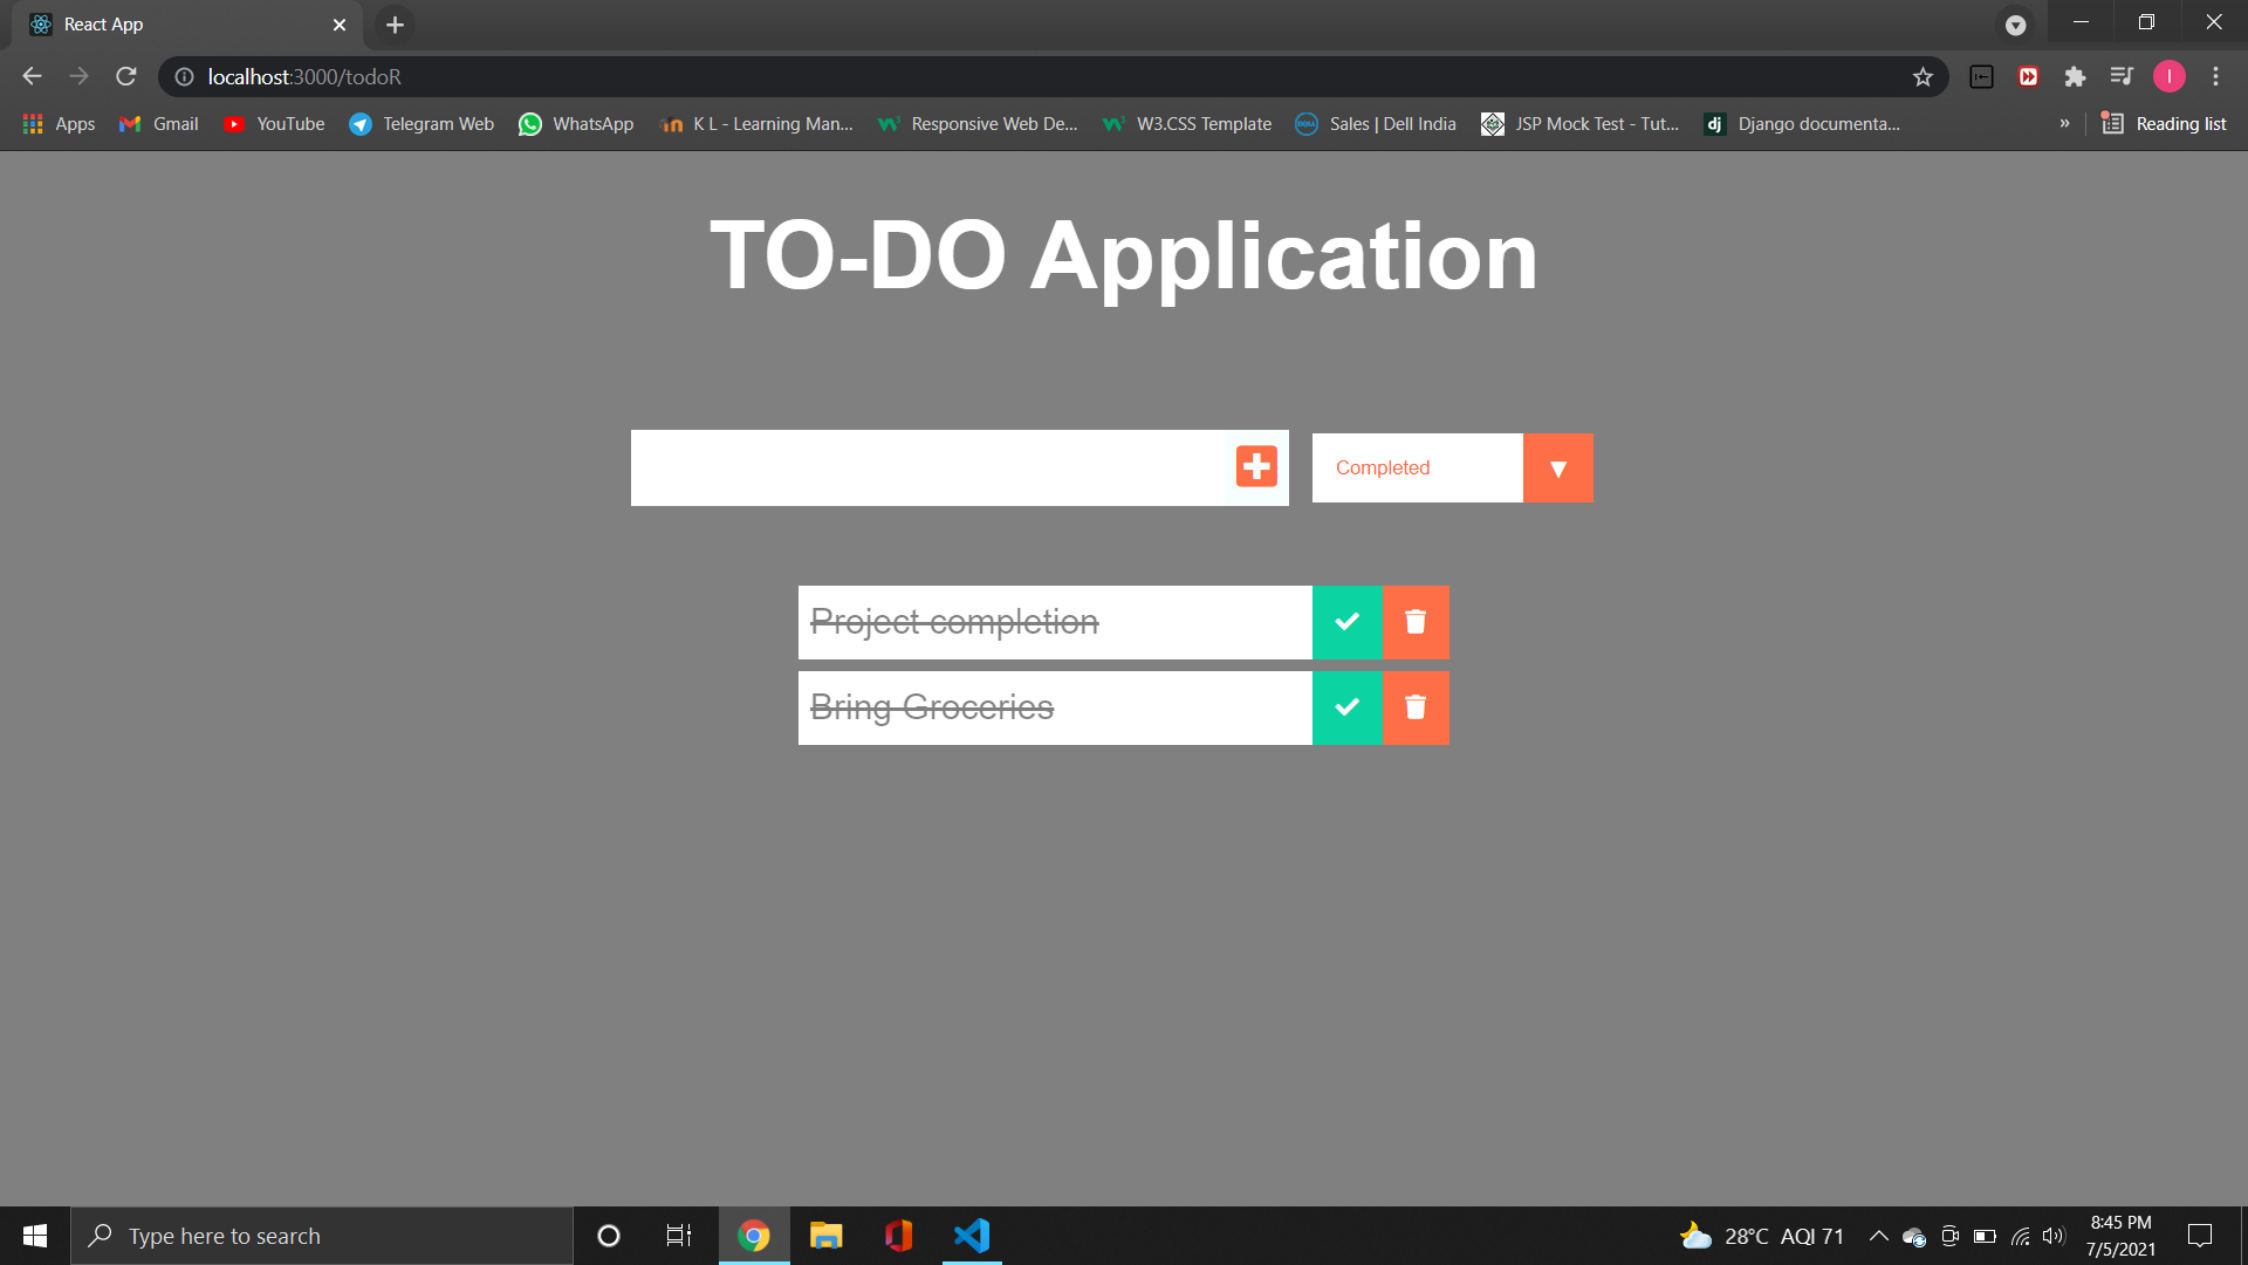 React App
localhost:3000/todoR
Apps Gmail YouTube Telegram Web WhatsApp K L - Learning Man... Responsive Web De... W3.CSS Template Sales | Dell India JSP Mock Test - Tut... Django documenta... » Reading list
TO-DO Application
Completed
Project completion
Bring Groceries
Type here to search
28°C AQI 71
8:45 PM
7/5/2021